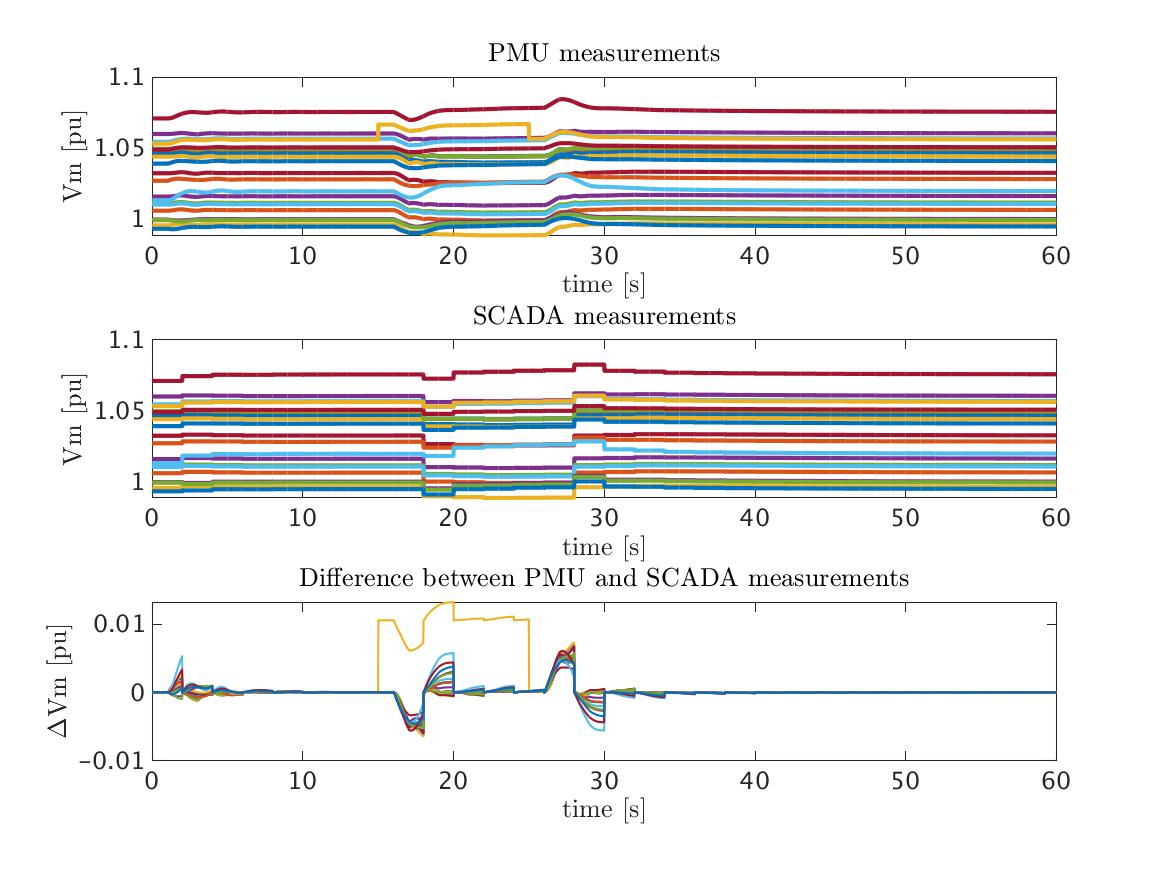 PMU measurements
1.1
1.05
1
Vm [pu]
0 10 20 30 40 50 60
time [s]
SCADA measurements
1.1
1.05
1
Vm [pu]
0 10 20 30 40 50 60
time [s]
Difference between PMU and SCADA measurements
0.01
0
-0.01
ΔVm [pu]
0 10 20 30 40 50 60
time [s]